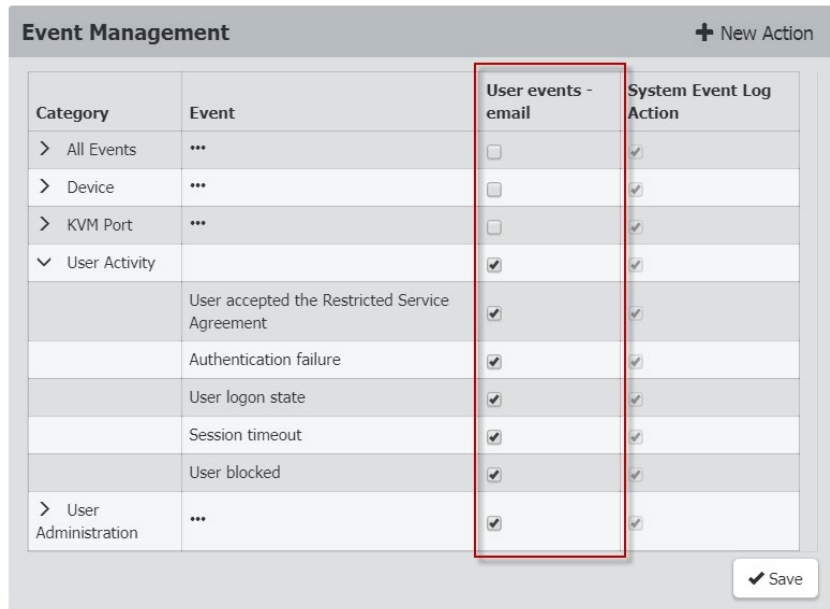 Event Management
+ New Action
Category
Event
User events -
email
System Event Log
Action
> All Events
•••
> Device
•••
> KVM Port
•••
User Activity
User accepted the Restricted Service
Agreement
Authentication failure
User logon state
Session timeout
User blocked
> User
Administration
•••
Save